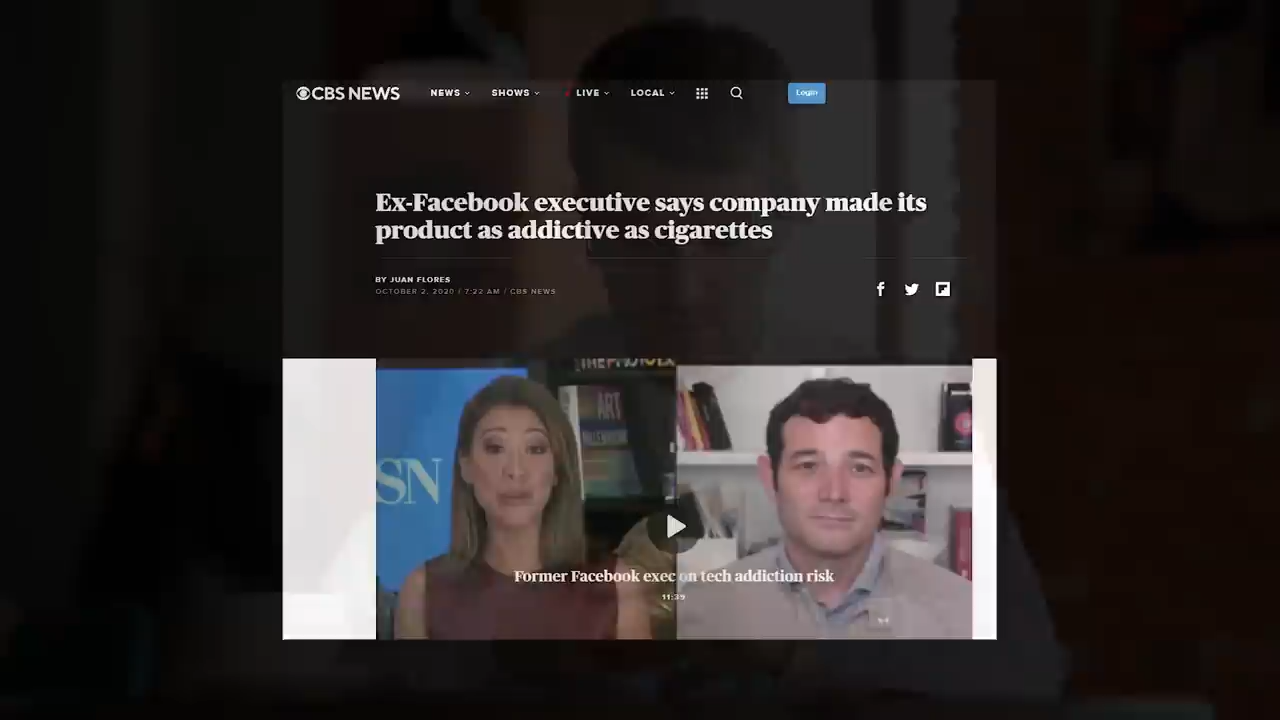 CBS NEWS
NEWS SHOWS LIVE LOCAL Login
Ex-Facebook executive says company made its
product as addictive as cigarettes
BY JUAN FLORES
OCTOBER 2, 2020 / 7:22 AM / CBS NEWS
ART
SN
Former Facebook exec on tech addiction risk
11:39